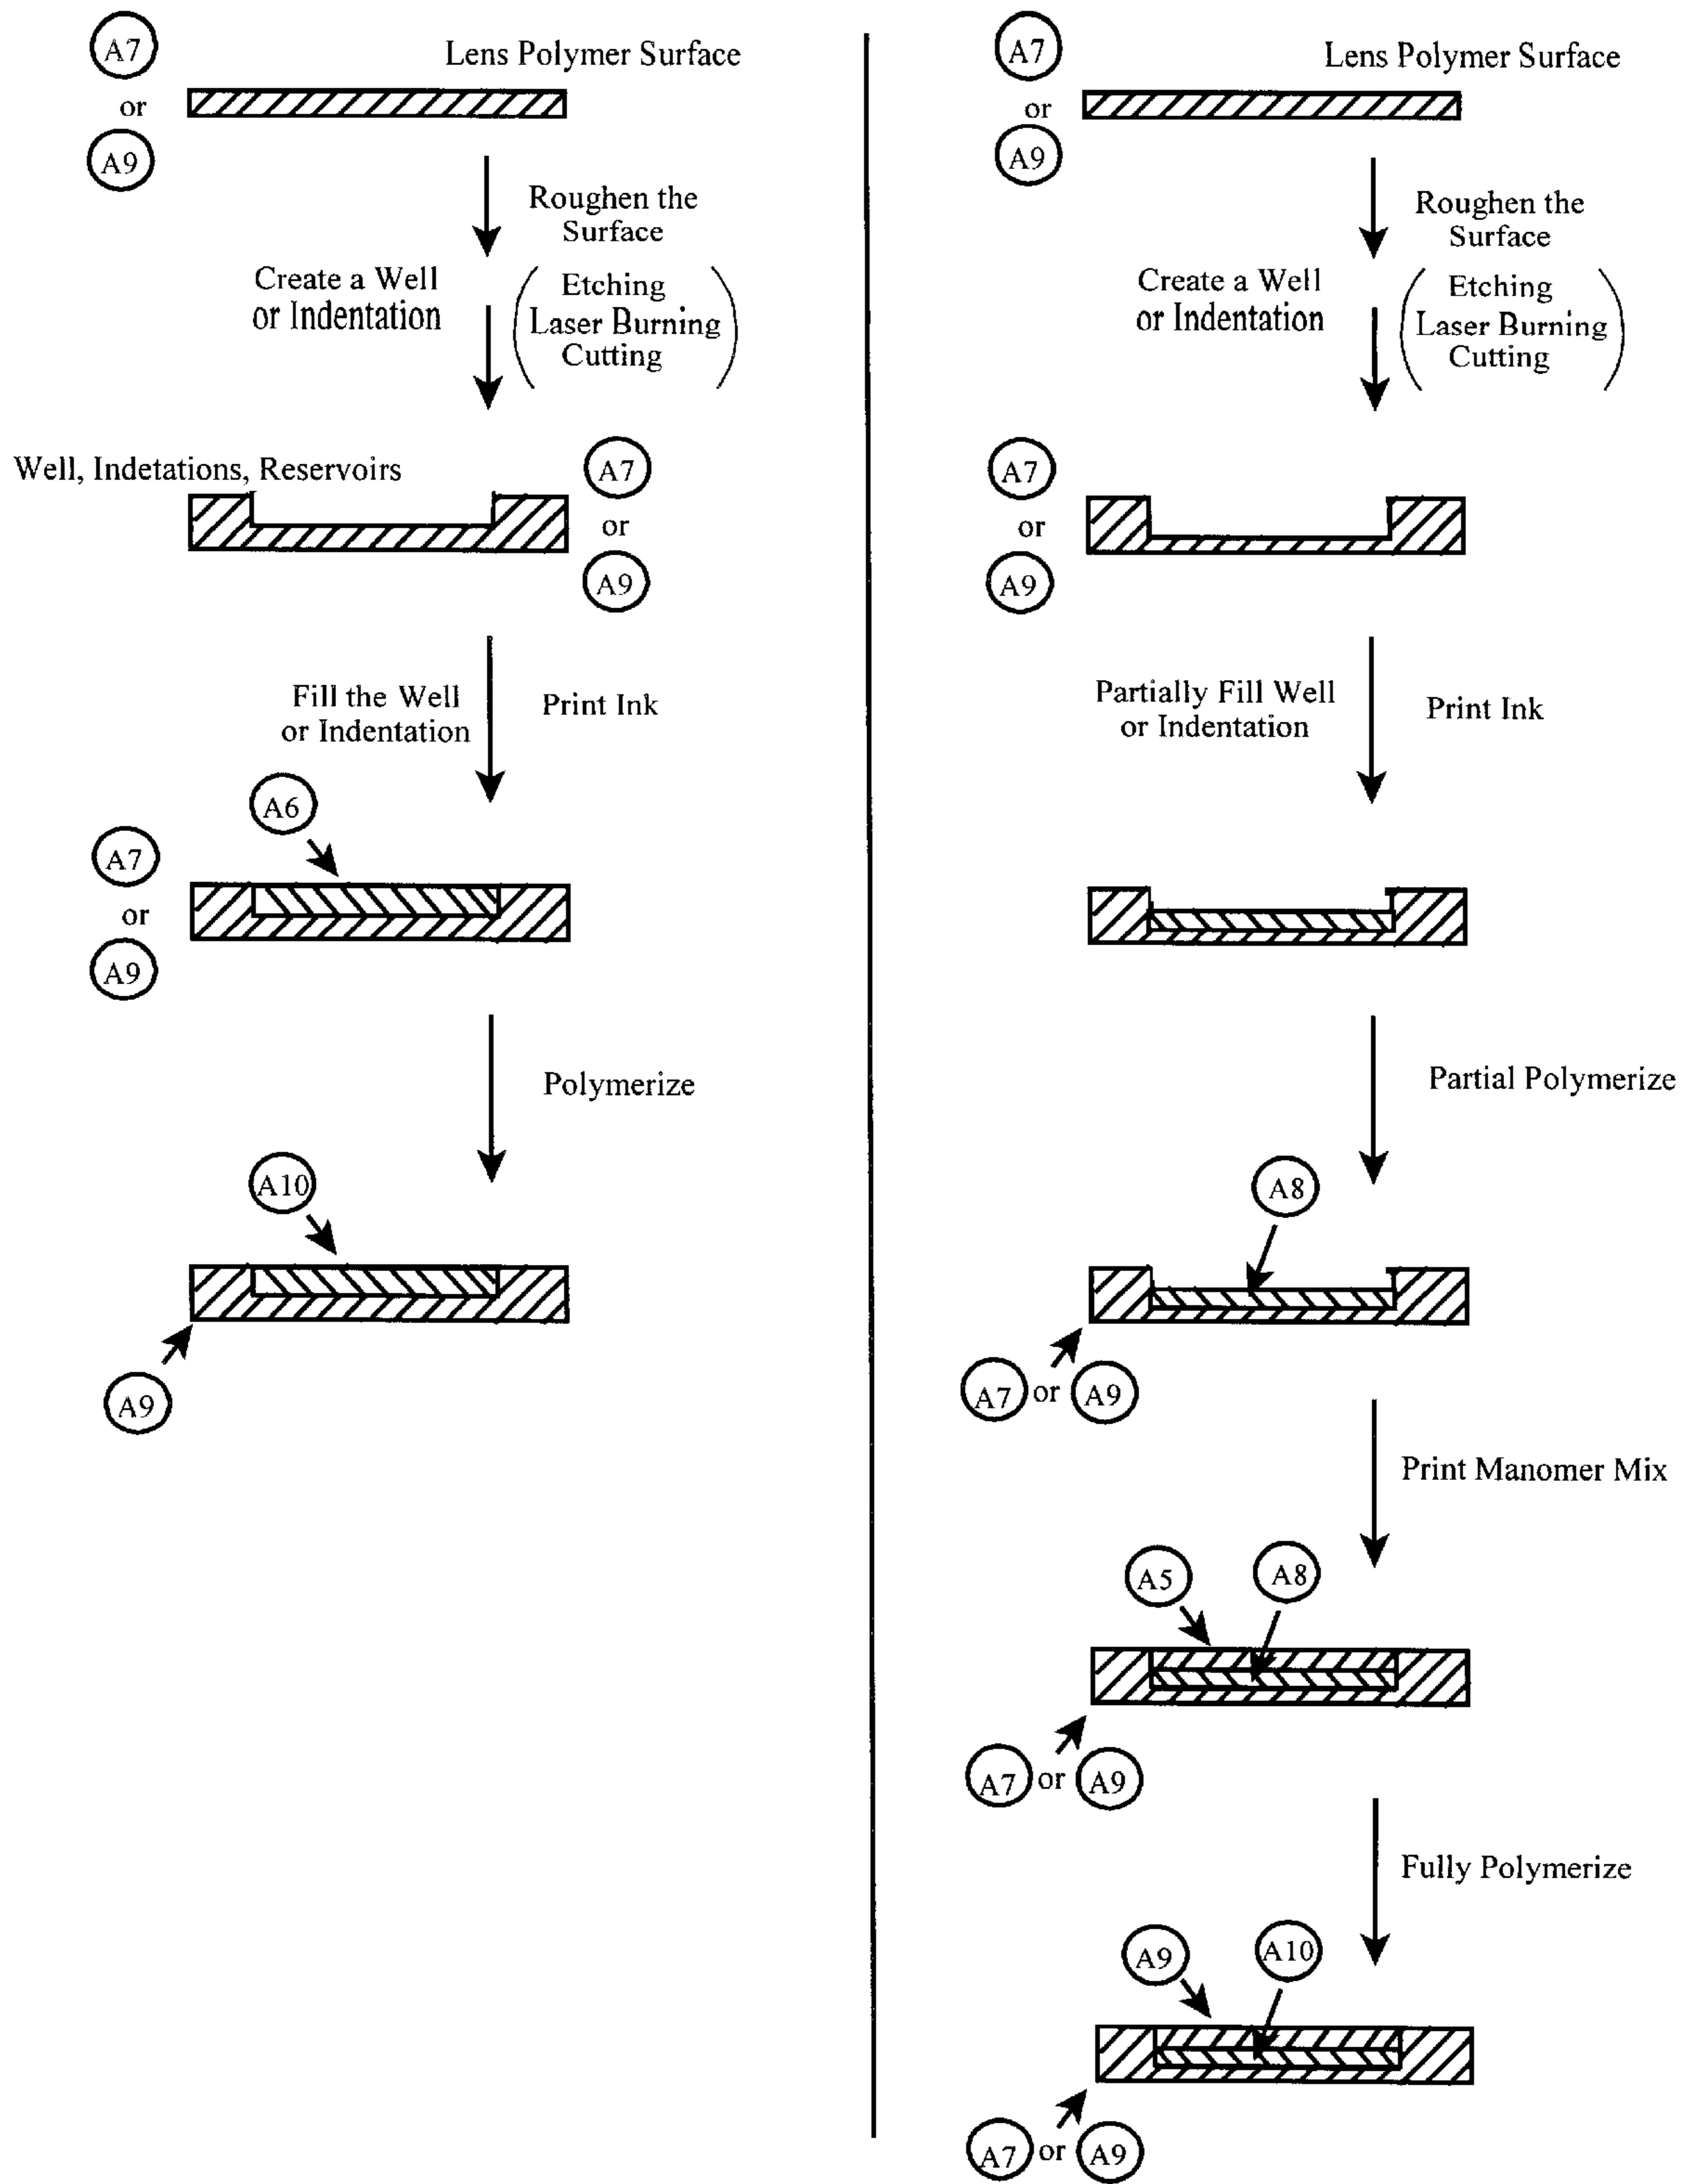 A7
Lens Polymer Surface
or
A9
Roughen the
Surface
Create a Well
or Indentation
Etching
Laser Burning
Cutting
Well, Indetations, Reservoirs
A7
or
A9
Fill the Well
or Indentation
Print Ink
A6
A7
or
A9
Polymerize
A10
A9
A7
Lens Polymer Surface
or
A9
Roughen the
Surface
Create a Well
or Indentation
Etching
Laser Burning
Cutting
A7
or
A9
Partially Fill Well
or Indentation
Print Ink
Partial Polymerize
A8
A7 or A9
Print Manomer Mix
A5
A8
A7 or A9
Fully Polymerize
A9
A10
A7 or A9